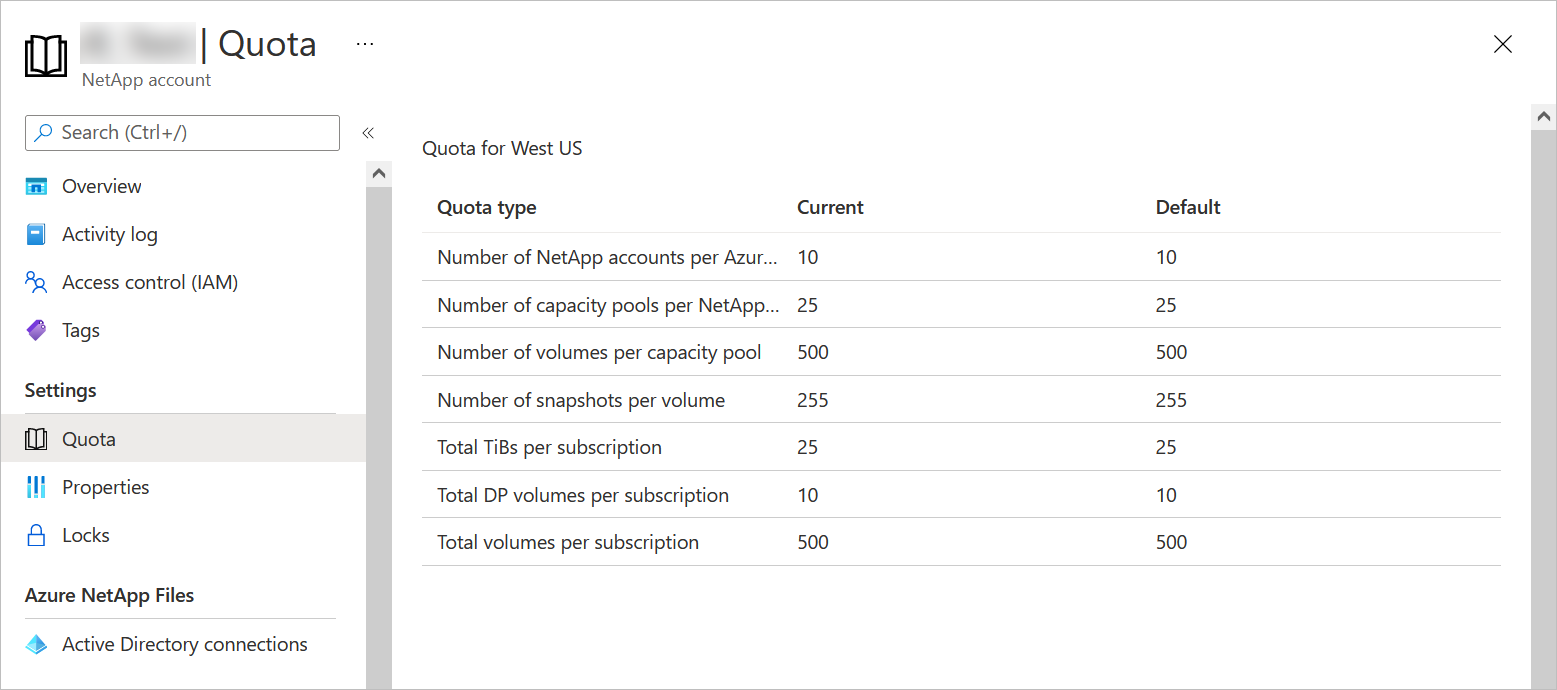 | Quota ...
NetApp account
Search (Ctrl+/) «
Overview
Activity log
Access control (IAM)
Tags
Settings
Quota
Properties
Locks
Azure NetApp Files
Active Directory connections
Quota for West US
Quota type Current Default
Number of NetApp accounts per Azur... 10 10
Number of capacity pools per NetApp... 25 25
Number of volumes per capacity pool 500 500
Number of snapshots per volume 255 255
Total TiBs per subscription 25 25
Total DP volumes per subscription 10 10
Total volumes per subscription 500 500